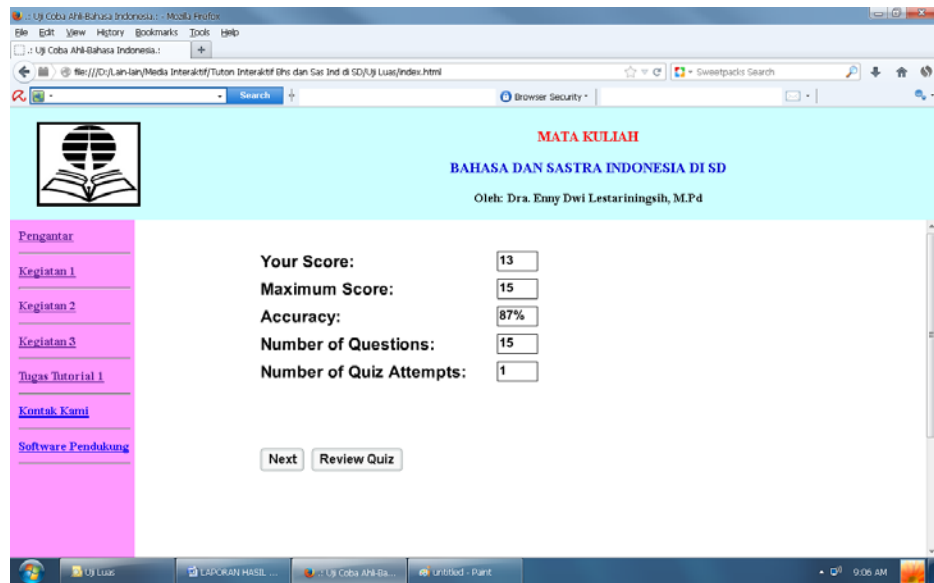 .: Uji Coba Ahli-Bahasa Indonesia.: - Mozilla Firefox
File Edit View History Bookmarks Tools Help
.: Uji Coba Ahli-Bahasa Indonesia.: +
file:///D:/Lain-lain/Media Interaktif/Tuton Interaktif Bhs dan Sas Ind di SD/Uji Luas/index.html Sweetpacks Search
Search Browser Security
MATA KULIAH
BAHASA DAN SASTRA INDONESIA DI SD
Oleh: Dra. Enny Dwi Lestariningsih, M.Pd
Pengantar
Kegiatan 1
Kegiatan 2
Kegiatan 3
Tugas Tutorial 1
Kontak Kami
Software Pendukung
Your Score: 13
Maximum Score: 15
Accuracy: 87%
Number of Questions: 15
Number of Quiz Attempts: 1
Next Review Quiz
Uji Luas LAPORAN HASIL ... .: Uji Coba Ahli-Ba... untitled - Paint 9:06 AM